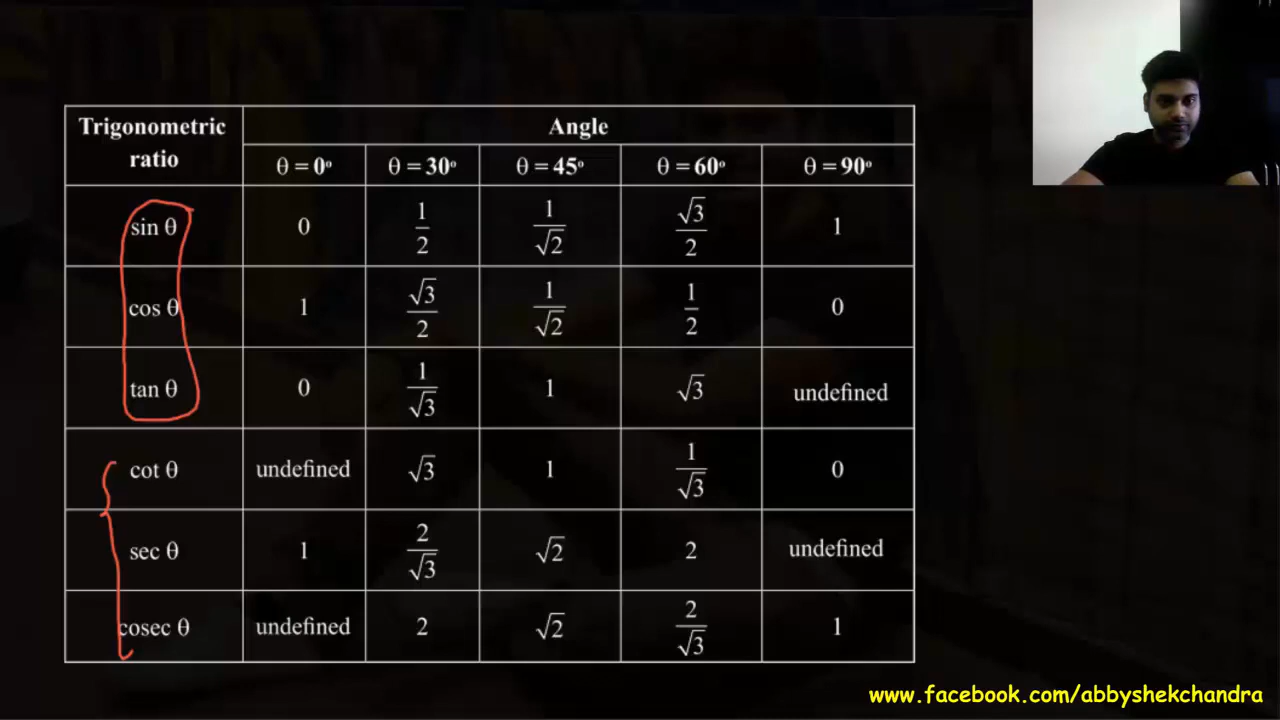 Trigonometric ratio Angle
θ = 0° θ = 30° θ = 45° θ = 60° θ = 90°
sin θ 0 1/2 1/√2 √3/2 1
cos θ 1 √3/2 1/√2 1/2 0
tan θ 0 1/√3 1 √3 undefined
cot θ undefined √3 1 1/√3 0
sec θ 1 2/√3 √2 2 undefined
cosec θ undefined 2 √2 2/√3 1
www.facebook.com/abbyshekchandra